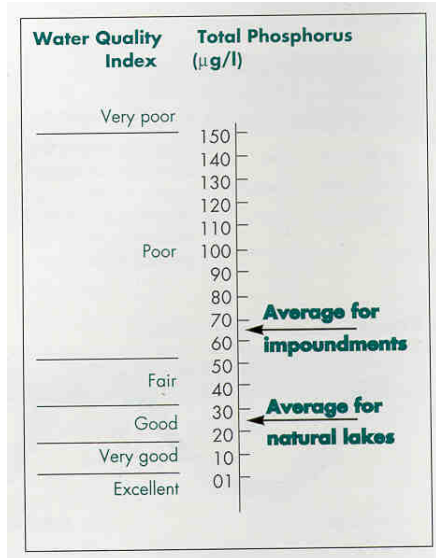 Water Quality Total Phosphorus
Index (μg/l)
Very poor
150
140
130
120
110
Poor 100
90
80
70 Average for
60 impoundments
50
Fair 40
30 Average for
Good 20 natural lakes
Very good 10
Excellent 01